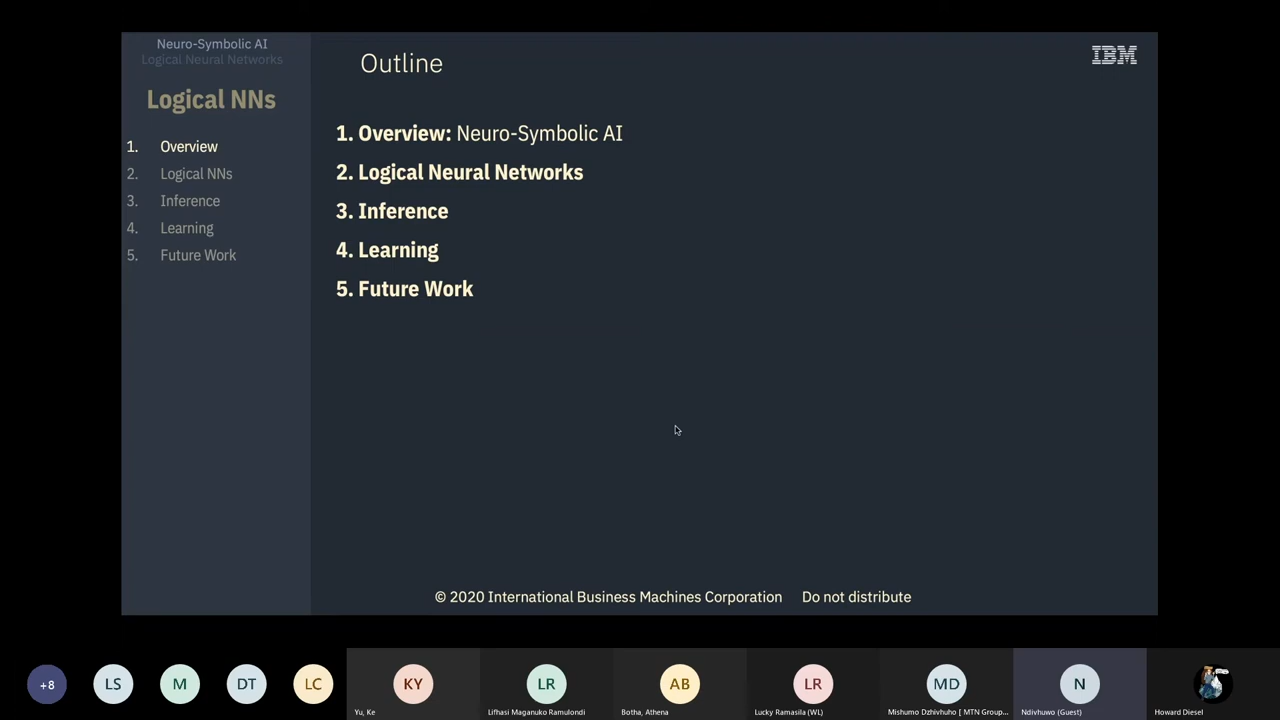 Neuro-Symbolic AI
Logical Neural Networks
Logical NNs
1. Overview
2. Logical NNs
3. Inference
4. Learning
5. Future Work
Outline
IBM
1. Overview: Neuro-Symbolic AI
2. Logical Neural Networks
3. Inference
4. Learning
5. Future Work
© 2020 International Business Machines Corporation Do not distribute
+8
LS
M
DT
LC
KY
Yu, Ke
LR
Lifhasi Maganuko Ramulondi
AB
Botha, Athena
LR
Lucky Ramasila (WL)
MD
Mishumo Dzhivhuho [ MTN Group...
N
Ndivhuwo (Guest)
Howard Diesel